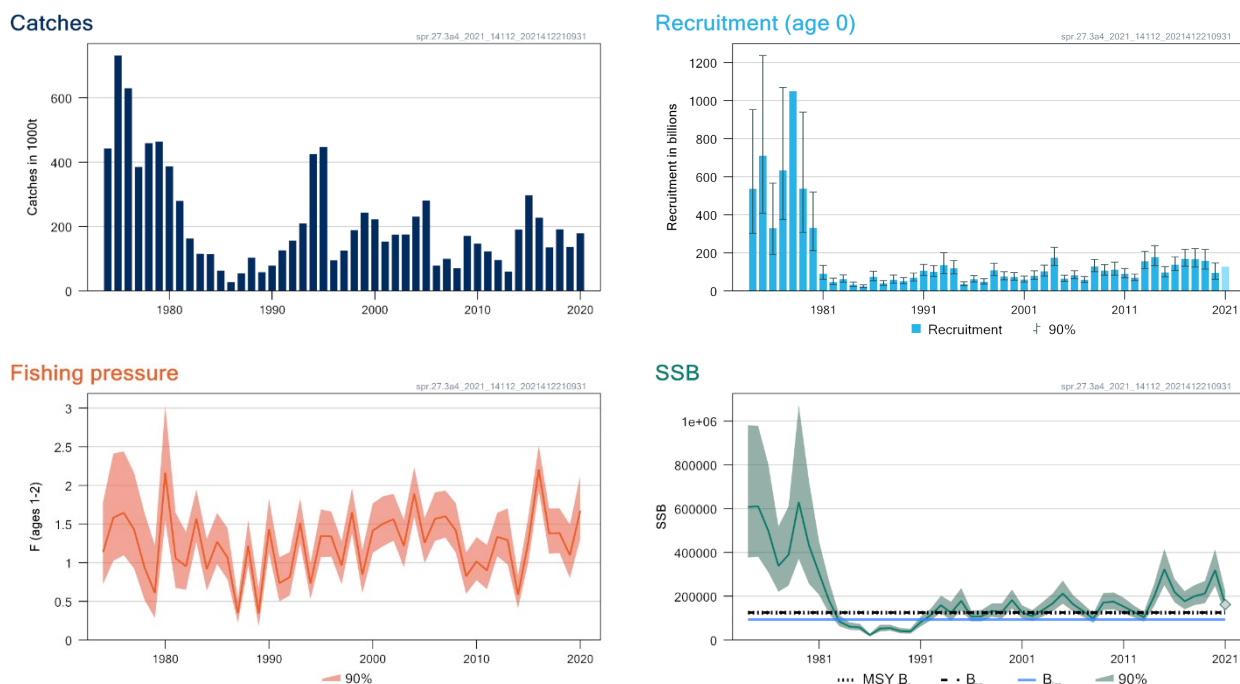 Catches
spr.27.3a4_2021_14112_2021412210931
Catches in 1000t
600
400
200
0
1980
1990
2000
2010
2020
Recruitment (age 0)
spr.27.3a4_2021_14112_2021412210931
Recruitment in billions
1200
1000
800
600
400
200
0
1981
1991
2001
2011
2021
Recruitment
90%
Fishing pressure
spr.27.3a4_2021_14112_2021412210931
F (ages 1-2)
3
2.5
2
1.5
1
0.5
0
1980
1990
2000
2010
2020
90%
SSB
spr.27.3a4_2021_14112_2021412210931
SSB
1e+06
800000
600000
400000
200000
0
1981
1991
2001
2011
2021
MSY B
B
B
90%